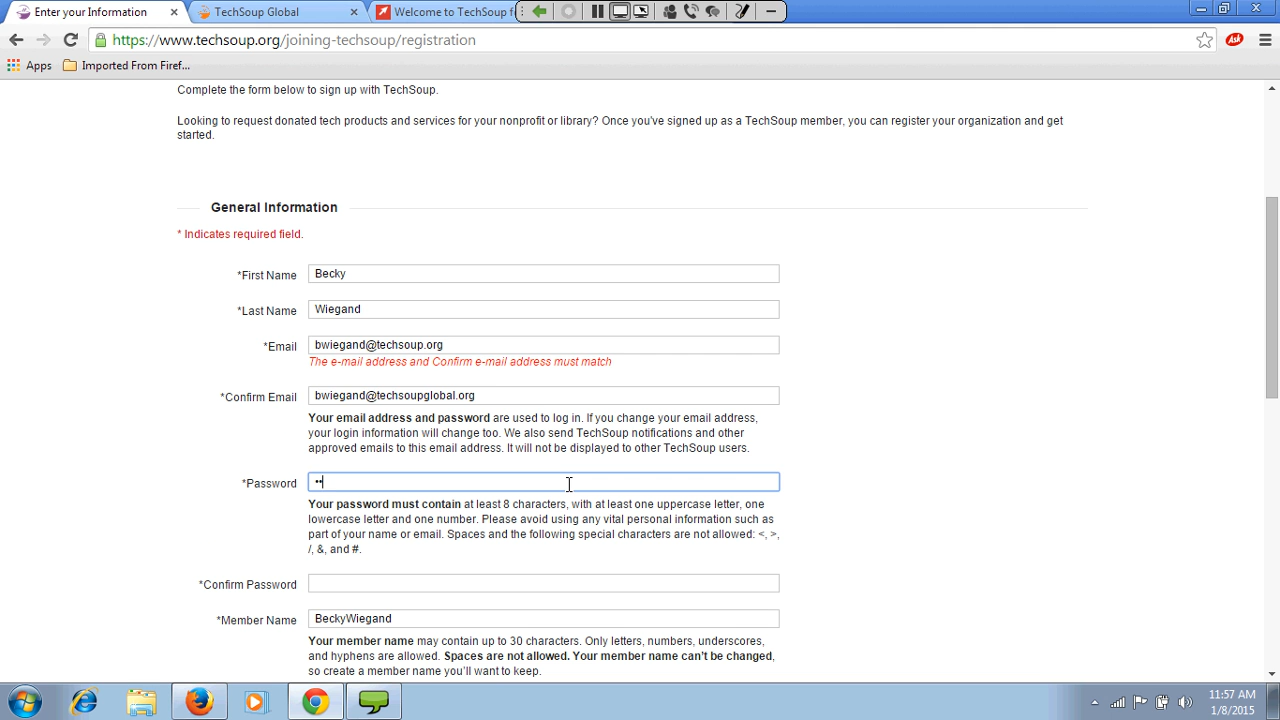 Enter your Information
TechSoup Global
Welcome to TechSoup f
https://www.techsoup.org/joining-techsoup/registration
Ask
Apps
Imported From Firef...
Complete the form below to sign up with TechSoup.
Looking to request donated tech products and services for your nonprofit or library? Once you've signed up as a TechSoup member, you can register your organization and get
started.
General Information
* Indicates required field.
*First Name Becky
*Last Name Wiegand
*Email bwiegand@techsoup.org
The e-mail address and Confirm e-mail address must match
*Confirm Email bwiegand@techsoupglobal.org
Your email address and password are used to log in. If you change your email address,
your login information will change too. We also send TechSoup notifications and other
approved emails to this email address. It will not be displayed to other TechSoup users.
*Password ••
Your password must contain at least 8 characters, with at least one uppercase letter, one
lowercase letter and one number. Please avoid using any vital personal information such as
part of your name or email. Spaces and the following special characters are not allowed: <, >,
/, &, and #.
*Confirm Password
*Member Name BeckyWiegand
Your member name may contain up to 30 characters. Only letters, numbers, underscores,
and hyphens are allowed. Spaces are not allowed. Your member name can't be changed,
so create a member name you'll want to keep.
11:57 AM
1/8/2015